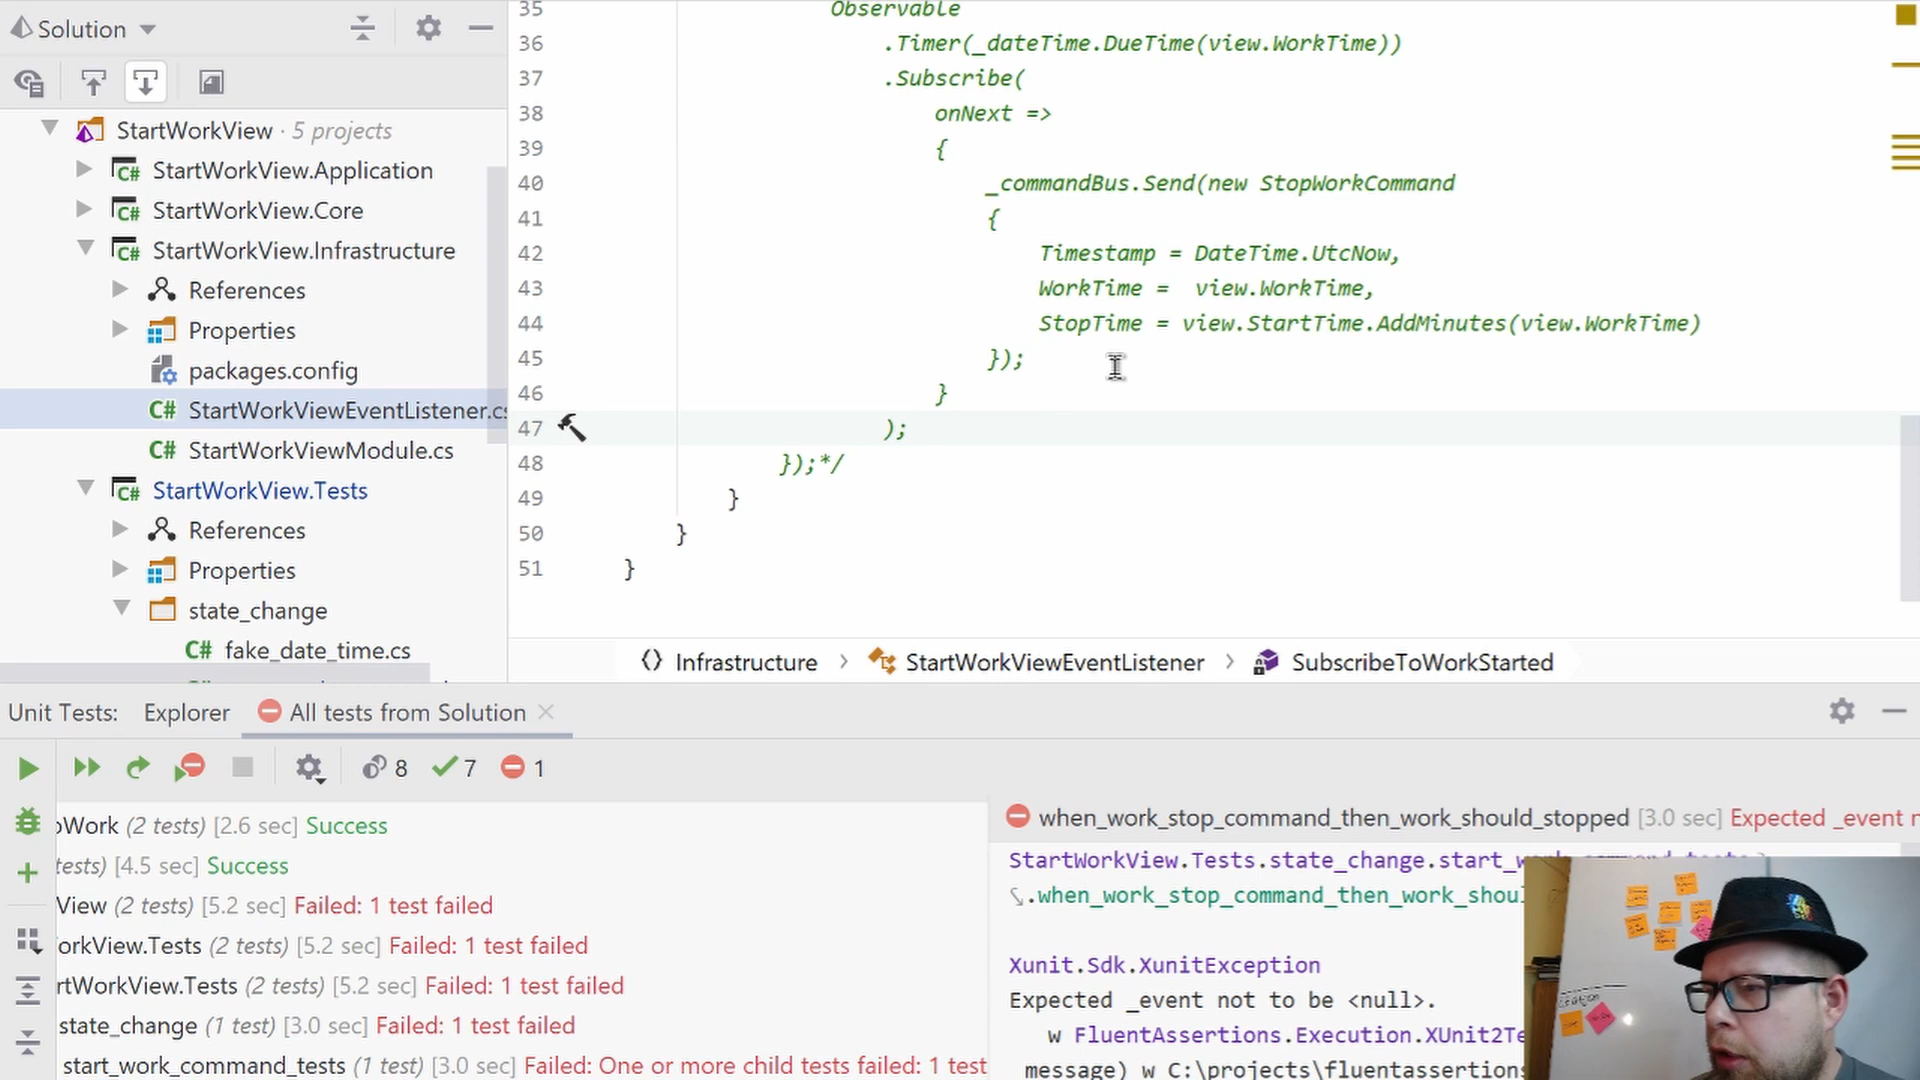 Solution
StartWorkView · 5 projects
StartWorkView.Application
StartWorkView.Core
StartWorkView.Infrastructure
References
Properties
packages.config
StartWorkViewEventListener.cs
StartWorkViewModule.cs
StartWorkView.Tests
References
Properties
state_change
fake_date_time.cs
35 Observable
36 .Timer(_dateTime.DueTime(view.WorkTime))
37 .Subscribe(
38 onNext =>
39 {
40 _commandBus.Send(new StopWorkCommand
41 {
42 Timestamp = DateTime.UtcNow,
43 WorkTime =  view.WorkTime,
44 StopTime = view.StartTime.AddMinutes(view.WorkTime)
45 });
46 }
47 );
48 });*/
49 }
50 }
51 }
Infrastructure > StartWorkViewEventListener > SubscribeToWorkStarted
Unit Tests: Explorer All tests from Solution
8 7 1
oWork (2 tests) [2.6 sec] Success
tests) [4.5 sec] Success
View (2 tests) [5.2 sec] Failed: 1 test failed
orkView.Tests (2 tests) [5.2 sec] Failed: 1 test failed
rtWorkView.Tests (2 tests) [5.2 sec] Failed: 1 test failed
state_change (1 test) [3.0 sec] Failed: 1 test failed
start_work_command_tests (1 test) [3.0 sec] Failed: One or more child tests failed: 1 test
when_work_stop_command_then_work_should_stopped [3.0 sec] Expected _event n
StartWorkView.Tests.state_change.start_work_command_tests
.when_work_stop_command_then_work_shoul
Xunit.Sdk.XunitException
Expected _event not to be <null>.
w FluentAssertions.Execution.XUnit2Te
message) w C:\projects\fluentassertions